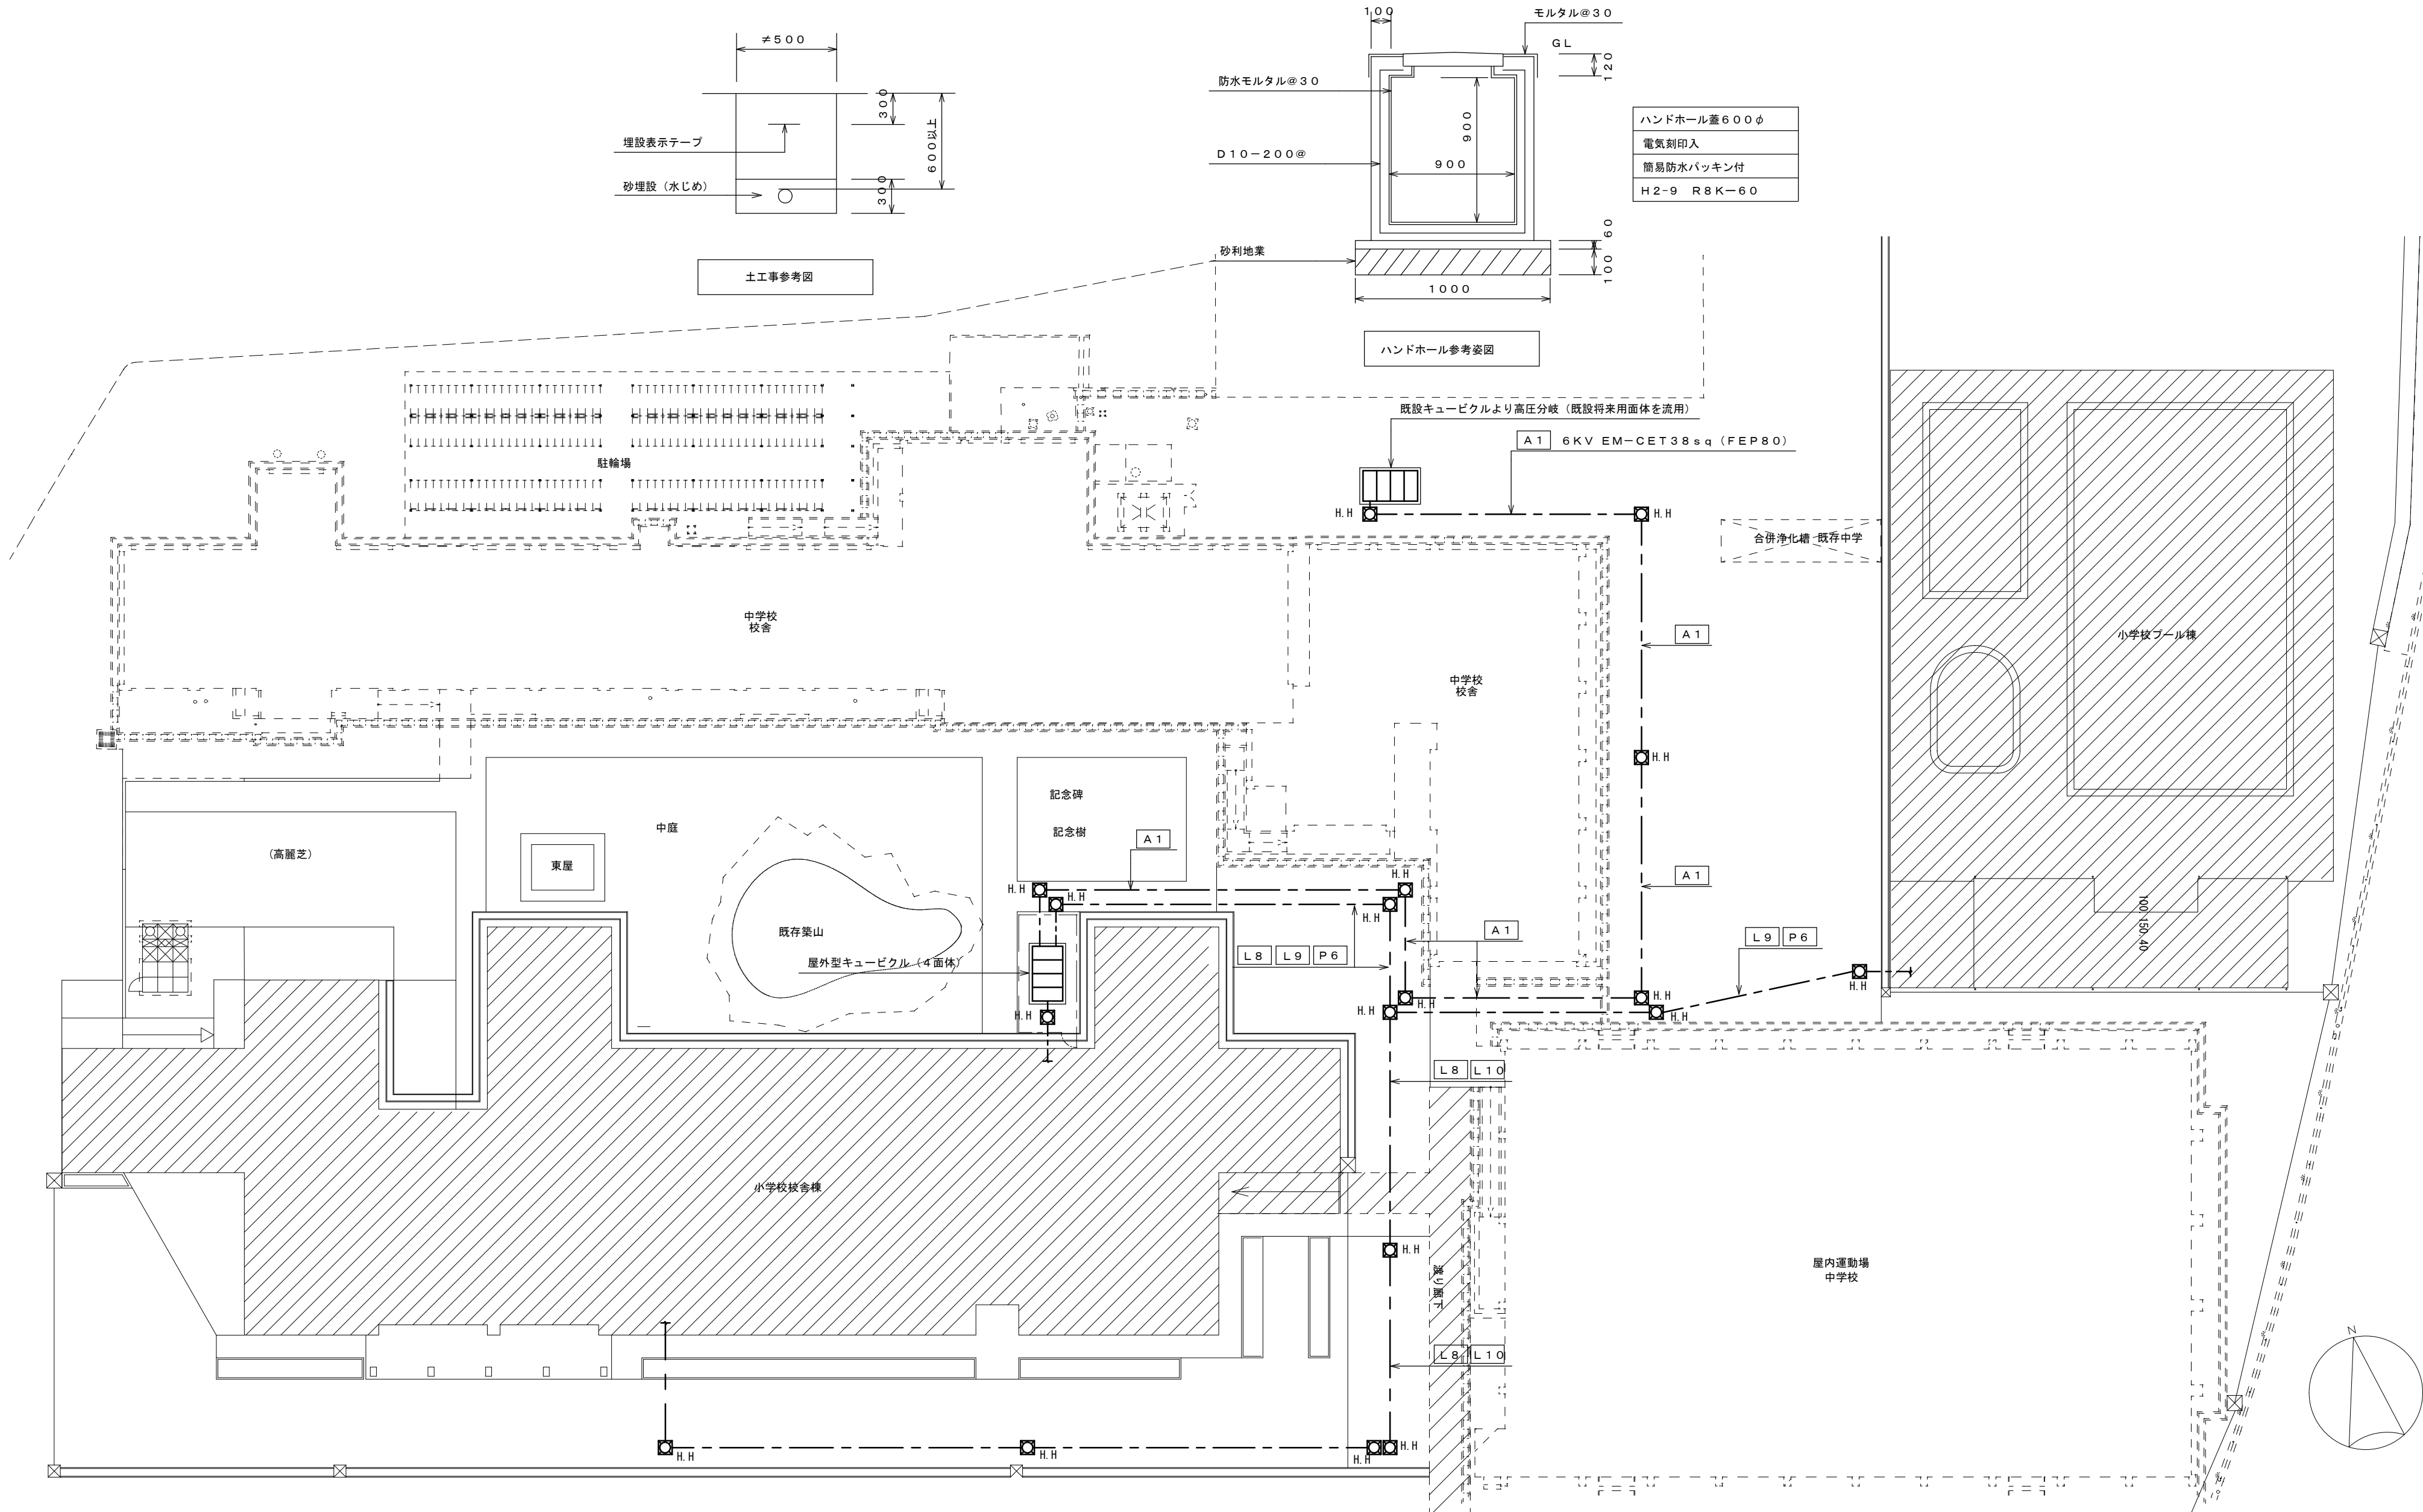 ≠500
300
600以上
300
埋設表示テープ
砂埋設（水じめ）
土工事参考図
100
モルタル@30
GL
120
防水モルタル@30
900
900
D10−200@
60
100
砂利地業
1000
ハンドホール参考姿図
ハンドホール蓋600φ
電気刻印入
簡易防水パッキン付
H2-9 R8K−60
既設キュービクルより高圧分岐（既設将来用面体を流用）
A1 6KV EM−CET38sq（FEP80）
H.H
H.H
駐輪場
合併浄化槽 既存中学
中学校
校舎
A1
小学校プール棟
中学校
校舎
H.H
記念碑
記念樹
A1
中庭
(高麗芝)
東屋
A1
H.H
H.H
H.H
H.H
既存築山
A1
L8 L9 P6
L9 P6
100,150,40
屋外型キュービクル（4面体）
H.H
H.H
H.H
H.H
H.H
H.H
L8 L10
小学校校舎棟
H.H
渡り廊下
屋内運動場
中学校
L8 L10
N
H.H
H.H
H.H
H.H